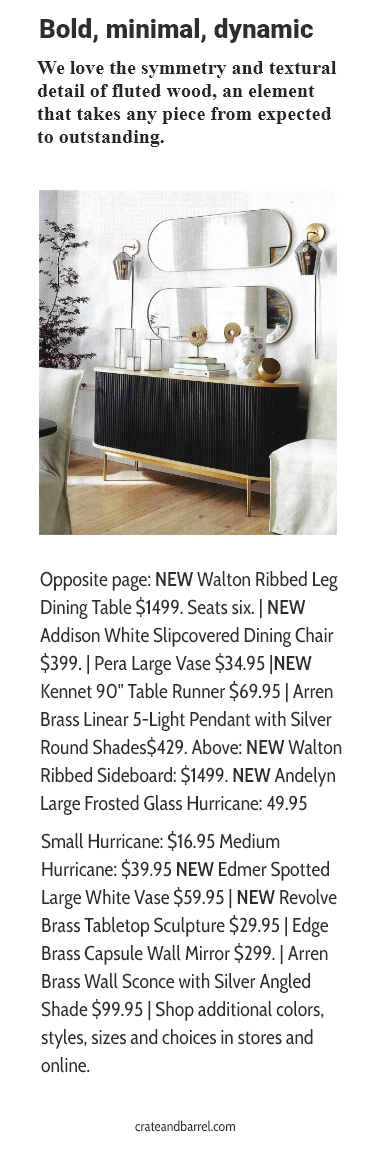 Bold, minimal, dynamic
We love the symmetry and textural
detail of fluted wood, an element
that takes any piece from expected
to outstanding.
Opposite page: NEW Walton Ribbed Leg
Dining Table $1499. Seats six. | NEW
Addison White Slipcovered Dining Chair
$399. | Pera Large Vase $34.95 |NEW
Kennet 90" Table Runner $69.95 | Arren
Brass Linear 5-Light Pendant with Silver
Round Shades$429. Above: NEW Walton
Ribbed Sideboard: $1499. NEW Andelyn
Large Frosted Glass Hurricane: 49.95
Small Hurricane: $16.95 Medium
Hurricane: $39.95 NEW Edmer Spotted
Large White Vase $59.95 | NEW Revolve
Brass Tabletop Sculpture $29.95 | Edge
Brass Capsule Wall Mirror $299. | Arren
Brass Wall Sconce with Silver Angled
Shade $99.95 | Shop additional colors,
styles, sizes and choices in stores and
online.
crateandbarrel.com